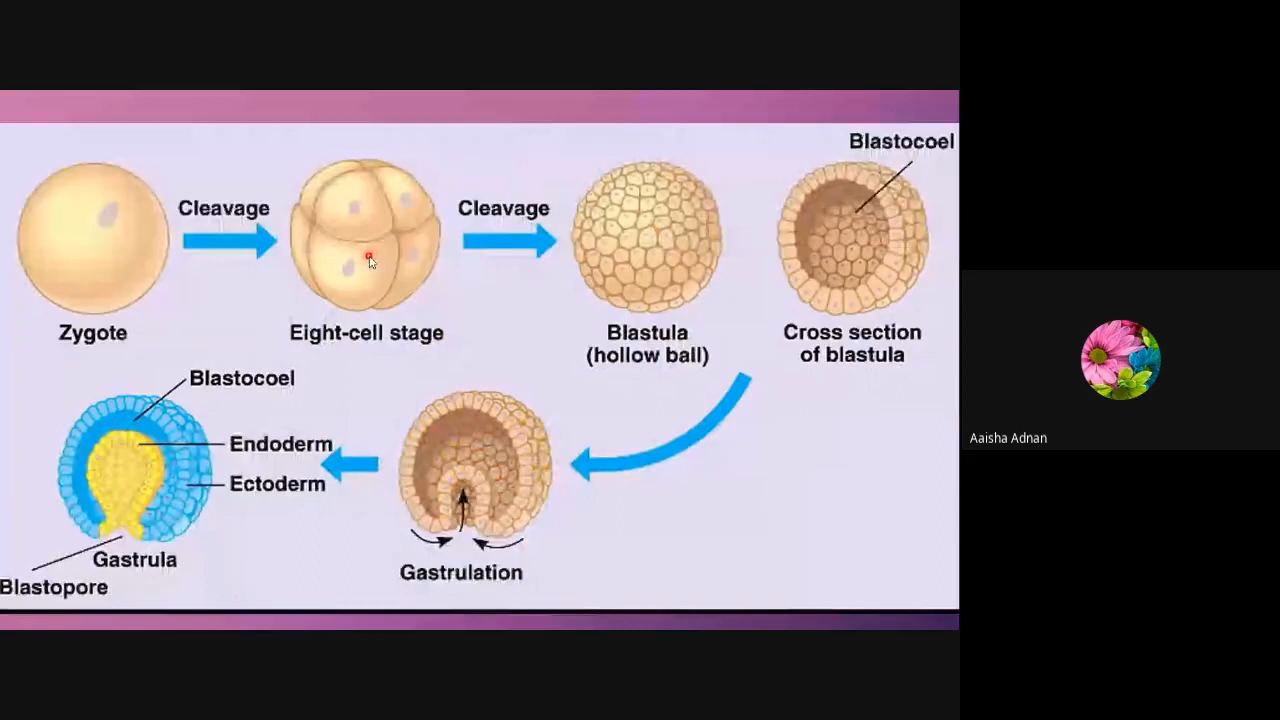 Blastocoel
Cleavage
Cleavage
Zygote
Eight-cell stage
Blastula
(hollow ball)
Cross section
of blastula
Blastocoel
Endoderm
Ectoderm
Gastrula
Blastopore
Gastrulation
Aaisha Adnan